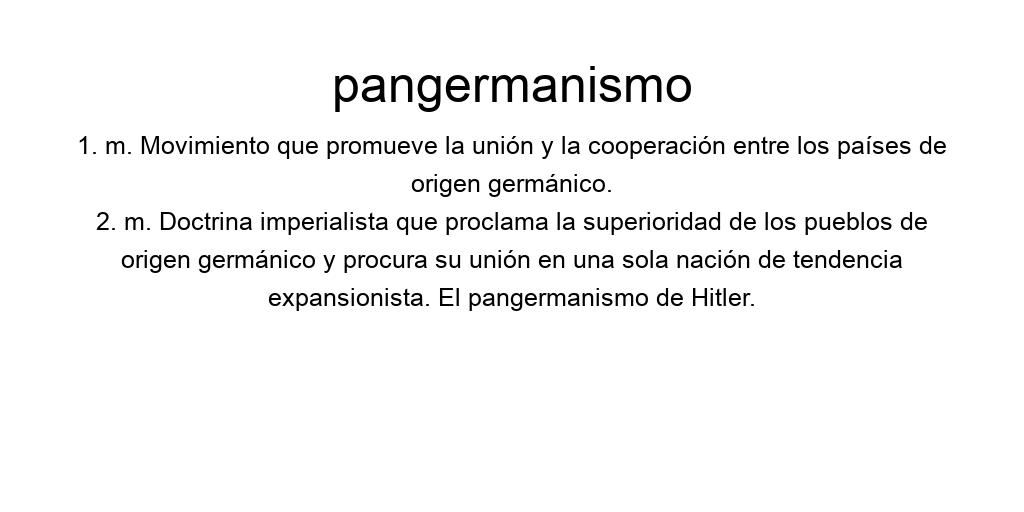 pangermanismo
1. m. Movimiento que promueve la unión y la cooperación entre los países de
origen germánico.
2. m. Doctrina imperialista que proclama la superioridad de los pueblos de
origen germánico y procura su unión en una sola nación de tendencia
expansionista. El pangermanismo de Hitler.